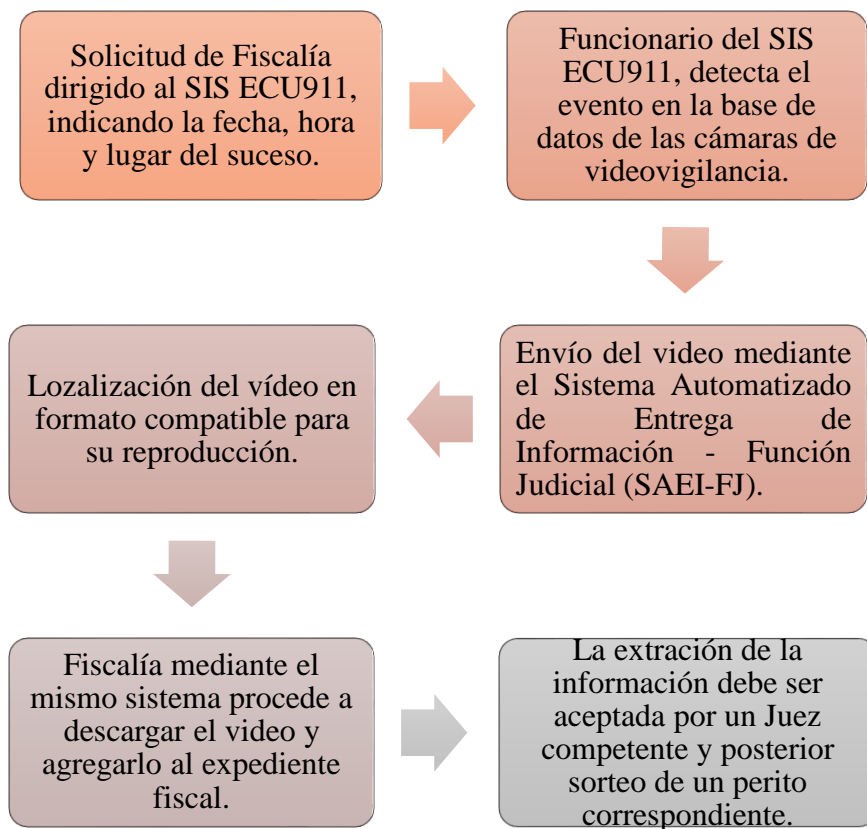 Solicitud de Fiscalía
dirigido al SIS ECU911,
indicando la fecha, hora
y lugar del suceso.
Funcionario del SIS
ECU911, detecta el
evento en la base de
datos de las cámaras de
videovigilancia.
Envío del video mediante
el Sistema Automatizado
de Entrega de
Información - Función
Judicial (SAEI-FJ).
Lozalización del vídeo en
formato compatible para
su reproducción.
Fiscalía mediante el
mismo sistema procede a
descargar el video y
agregarlo al expediente
fiscal.
La extración de la
información debe ser
aceptada por un Juez
competente y posterior
sorteo de un perito
correspondiente.